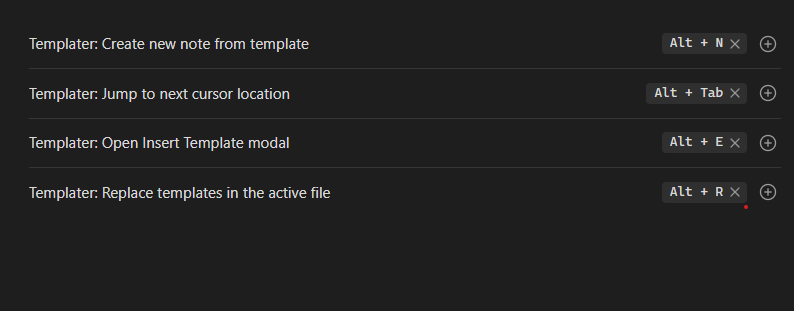 Templater: Create new note from template Alt + N
Templater: Jump to next cursor location Alt + Tab
Templater: Open Insert Template modal Alt + E
Templater: Replace templates in the active file Alt + R